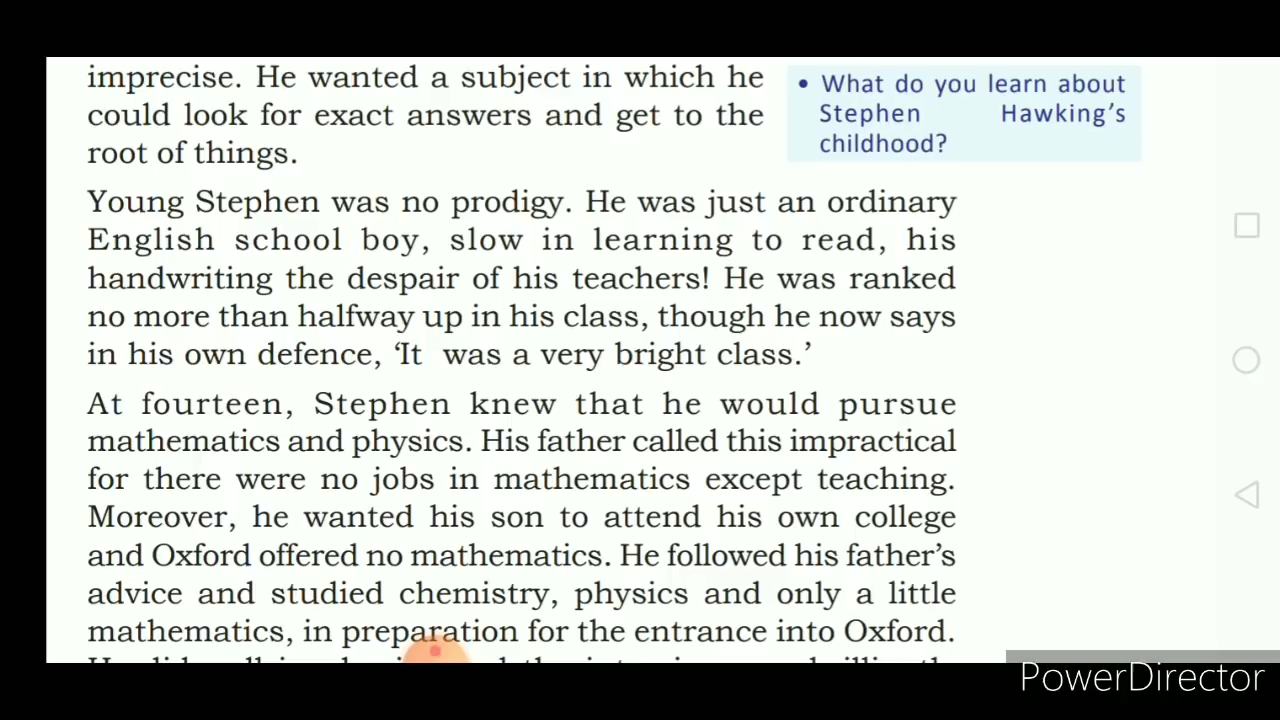 imprecise. He wanted a subject in which he
could look for exact answers and get to the
root of things.
• What do you learn about
Stephen Hawking's
childhood?
Young Stephen was no prodigy. He was just an ordinary
English school boy, slow in learning to read, his
handwriting the despair of his teachers! He was ranked
no more than halfway up in his class, though he now says
in his own defence, ‘It was a very bright class.’
At fourteen, Stephen knew that he would pursue
mathematics and physics. His father called this impractical
for there were no jobs in mathematics except teaching.
Moreover, he wanted his son to attend his own college
and Oxford offered no mathematics. He followed his father’s
advice and studied chemistry, physics and only a little
mathematics, in preparation for the entrance into Oxford.
PowerDirector